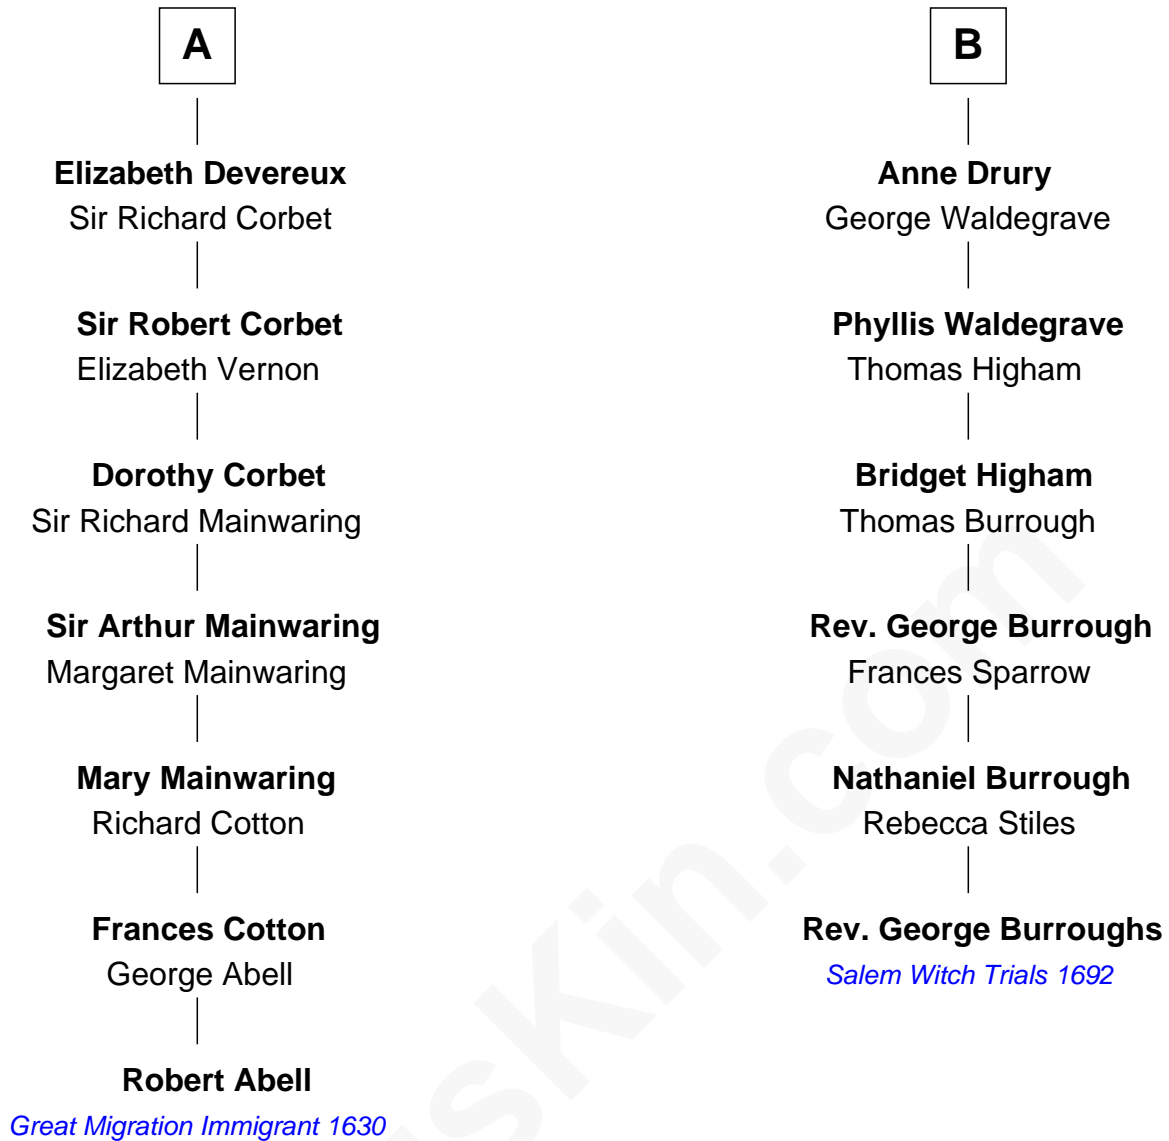 A
Elizabeth Devereux
Sir Richard Corbet
Sir Robert Corbet
Elizabeth Vernon
Dorothy Corbet
Sir Richard Mainwaring
Sir Arthur Mainwaring
Margaret Mainwaring
Mary Mainwaring
Richard Cotton
Frances Cotton
George Abell
Robert Abell
Great Migration Immigrant 1630
B
Anne Drury
George Waldegrave
Phyllis Waldegrave
Thomas Higham
Bridget Higham
Thomas Burrough
Rev. George Burrough
Frances Sparrow
Nathaniel Burrough
Rebecca Stiles
Rev. George Burroughs
Salem Witch Trials 1692